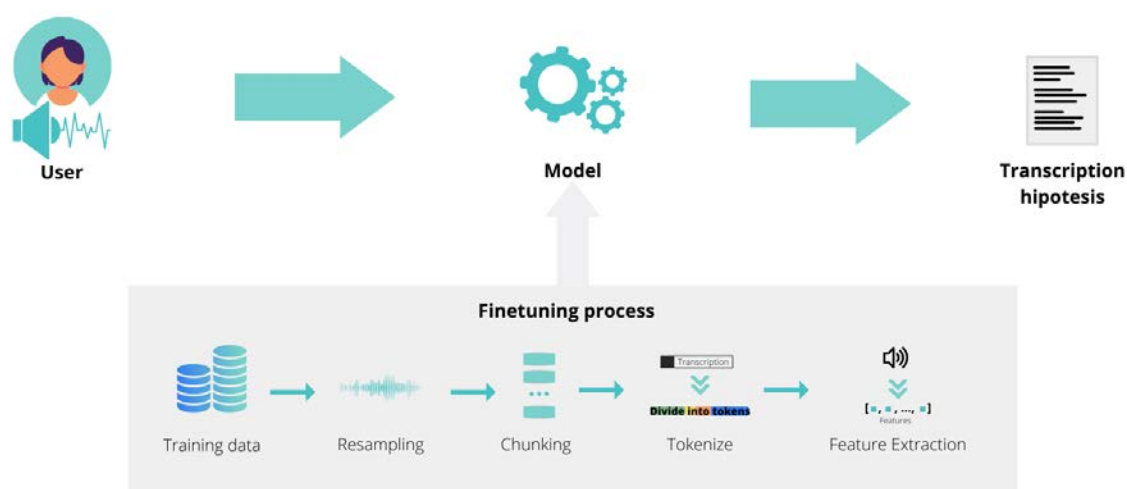 User
Model
Transcription
hipotesis
Finetuning process
Transcription
Divide into tokens
[ , , ..., ]
Features
Training data
Resampling
Chunking
Tokenize
Feature Extraction